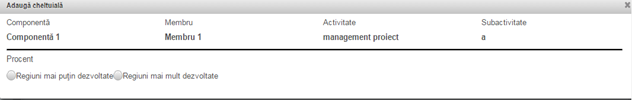 Adaugă cheltuială
Componentă Membru Activitate Subactivitate
Componentă 1 Membru 1 management proiect a
Procent
Regiuni mai puțin dezvoltate Regiuni mai mult dezvoltate